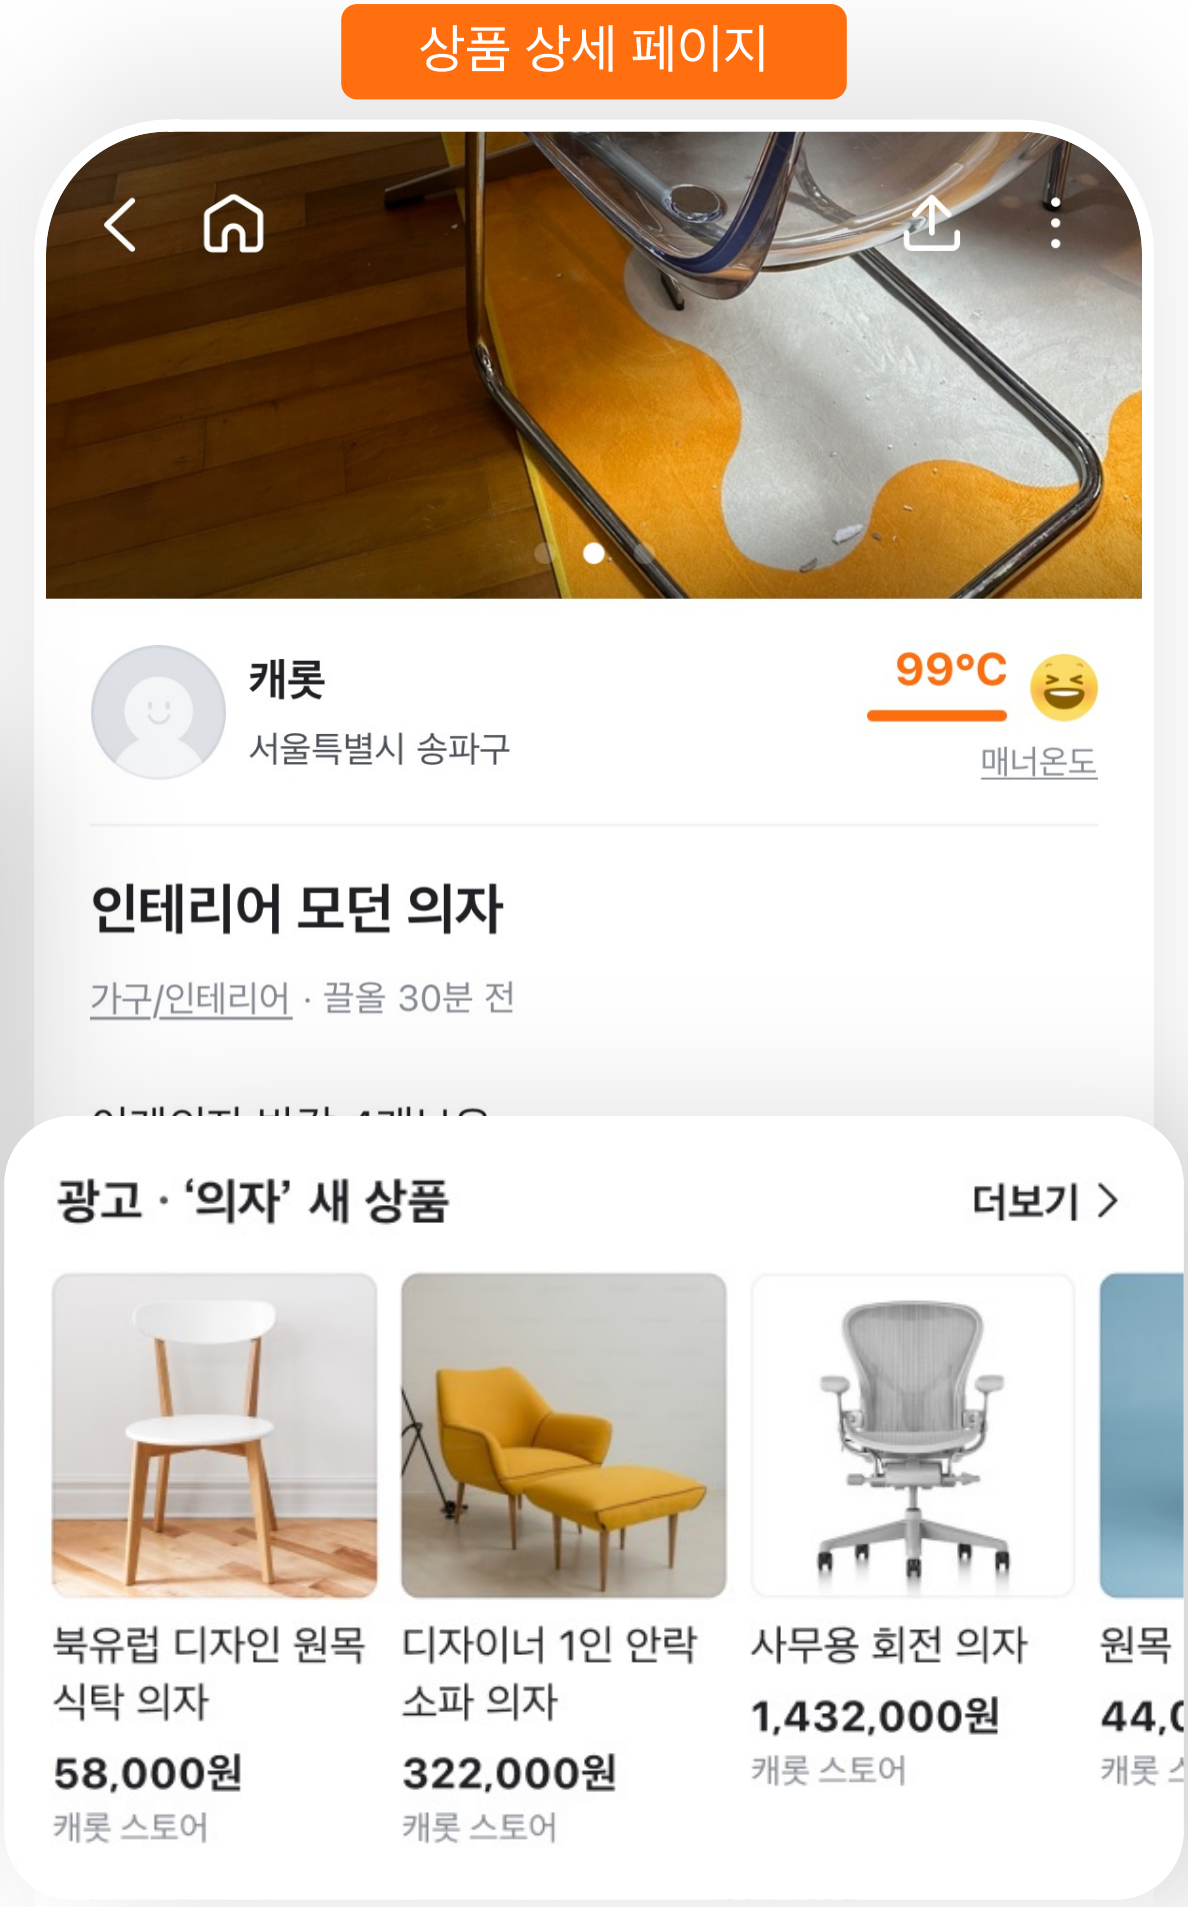 상품 상세 페이지
캐롯
99°C
서울특별시 송파구
매너온도
인테리어 모던 의자
가구/인테리어 · 끌올 30분 전
광고 · ‘의자’ 새 상품
더보기
북유럽 디자인 원목
식탁 의자
58,000원
캐롯 스토어
디자이너 1인 안락
소파 의자
322,000원
캐롯 스토어
사무용 회전 의자
1,432,000원
캐롯 스토어
원목
44,0
캐롯